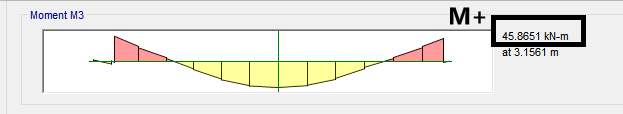 Moment M3
M+
45.8651 kN-m
at 3.1561 m